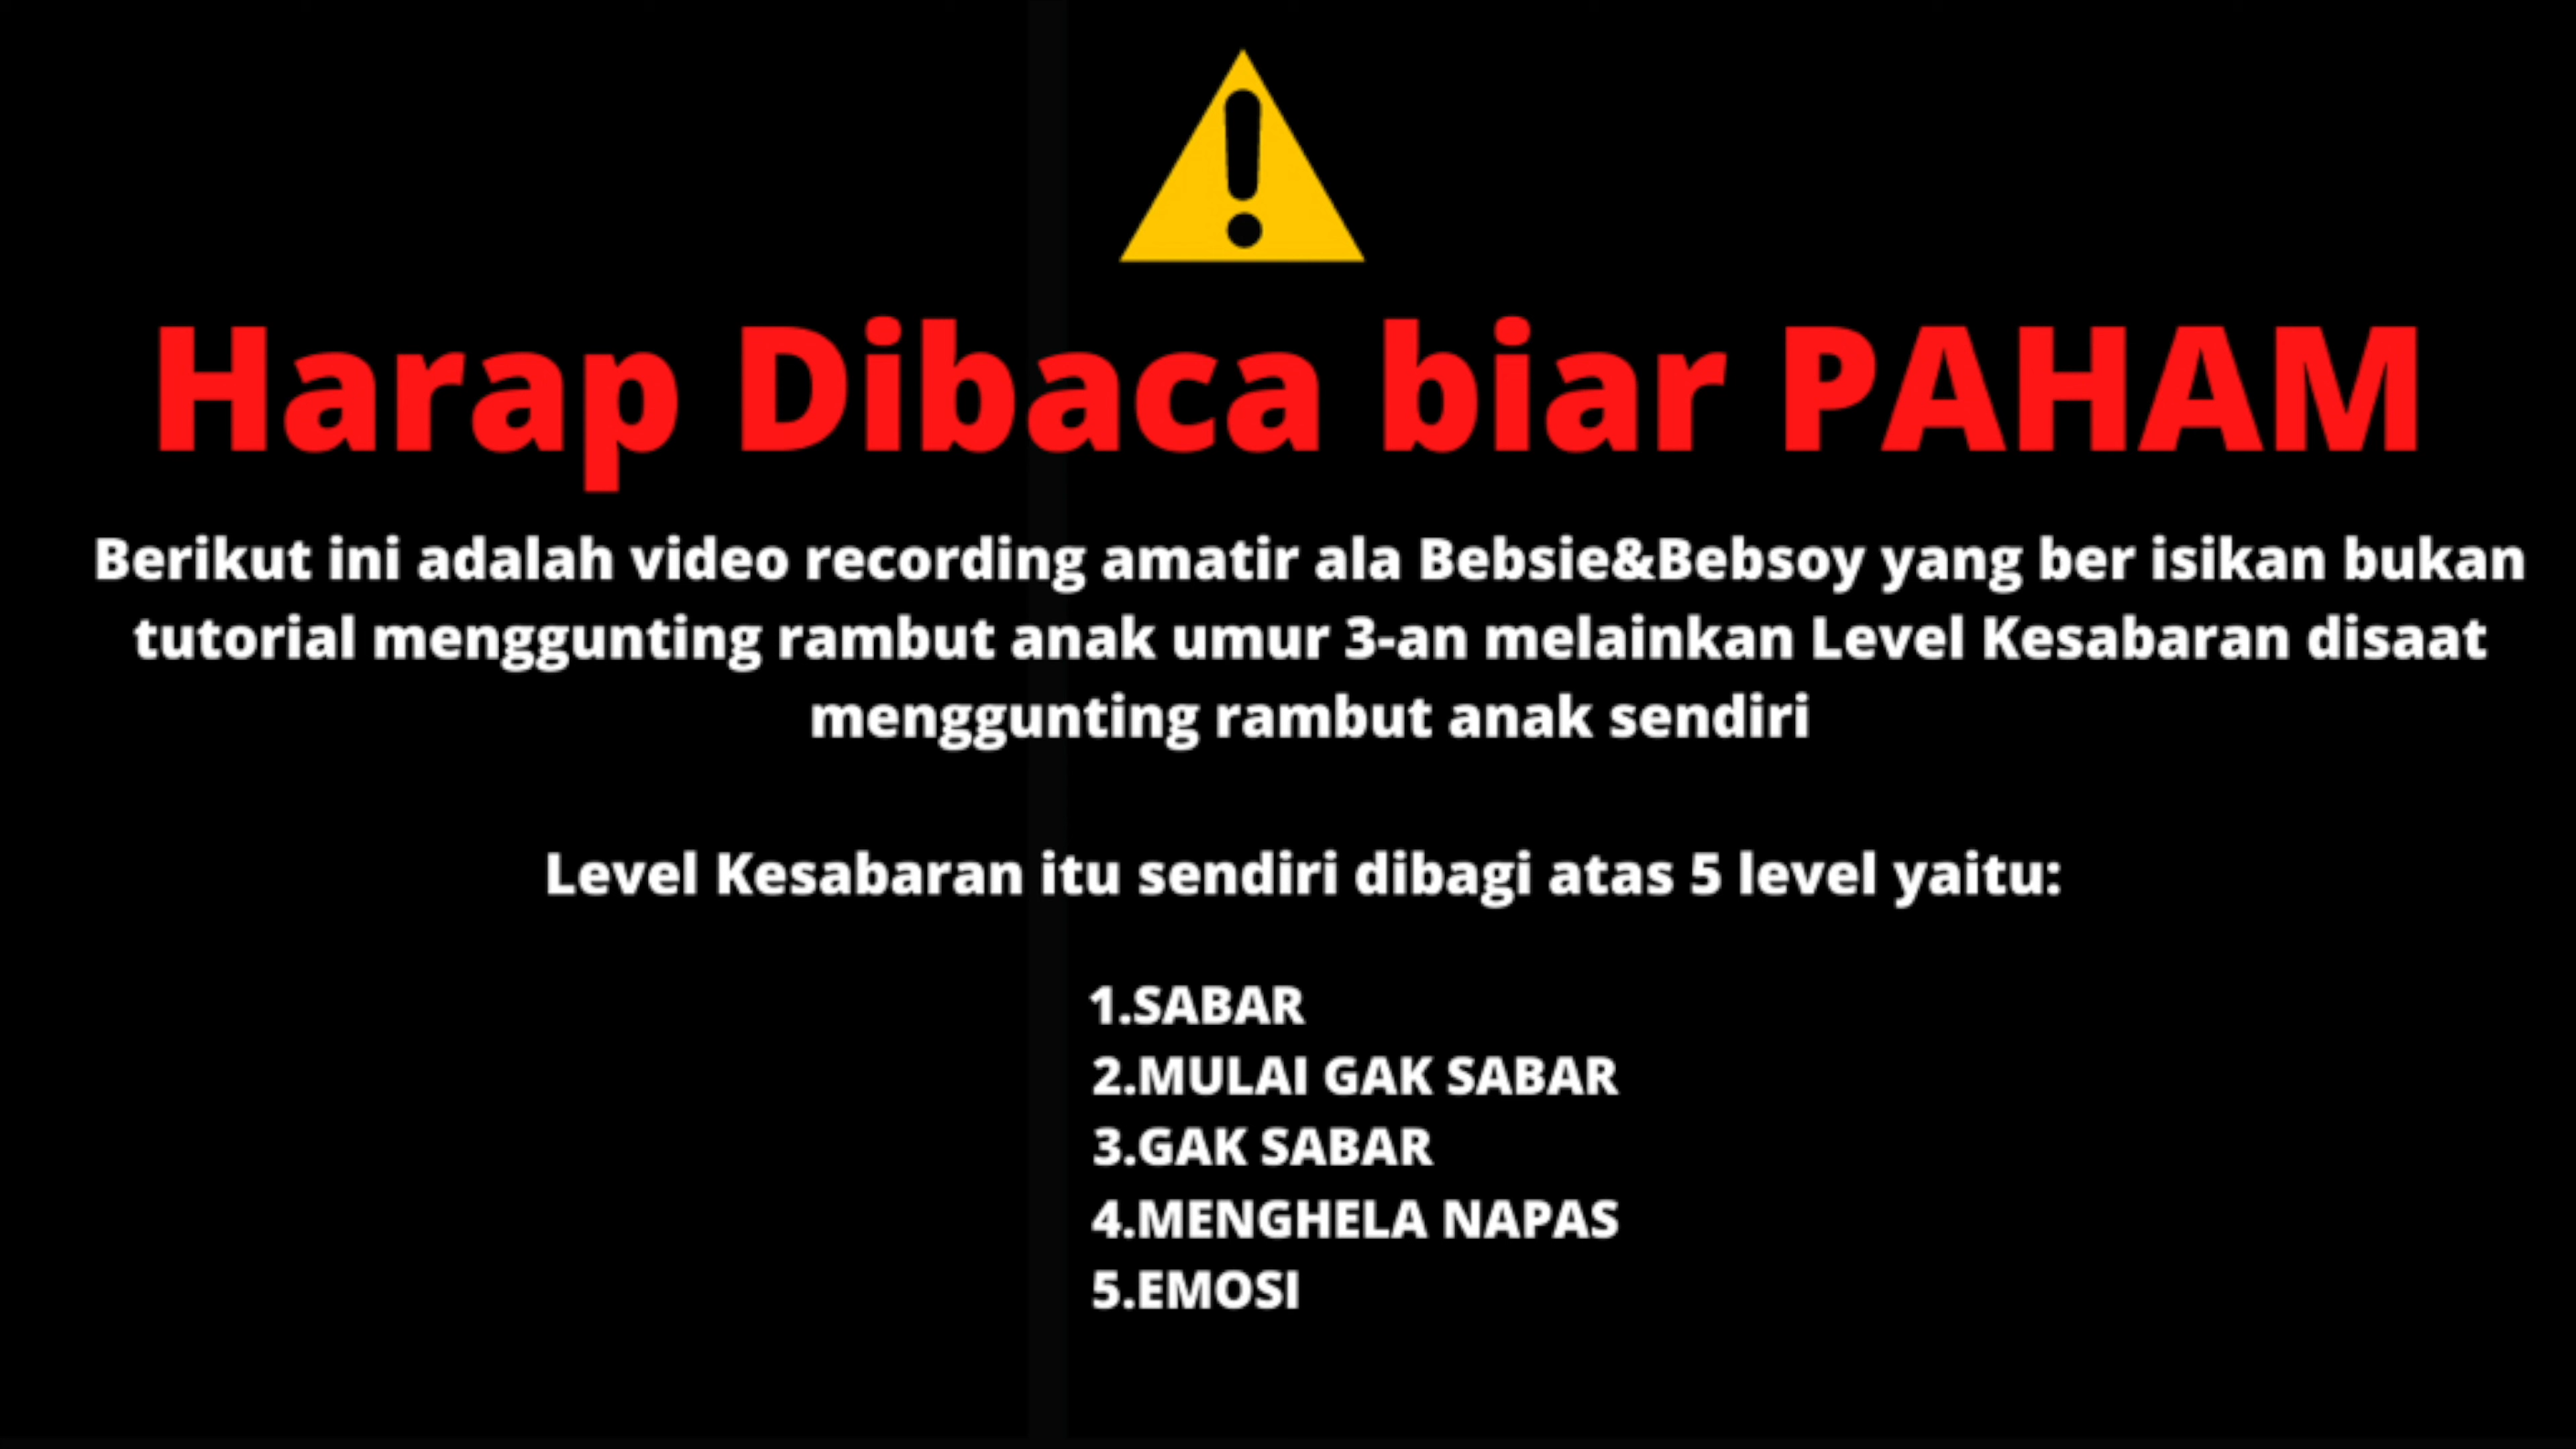 Harap Dibaca biar PAHAM
Berikut ini adalah video recording amatir ala Bebsie&Bebsoy yang ber isikan bukan
tutorial menggunting rambut anak umur 3-an melainkan Level Kesabaran disaat
menggunting rambut anak sendiri
Level Kesabaran itu sendiri dibagi atas 5 level yaitu:
1.SABAR
2.MULAI GAK SABAR
3.GAK SABAR
4.MENGHELA NAPAS
5.EMOSI